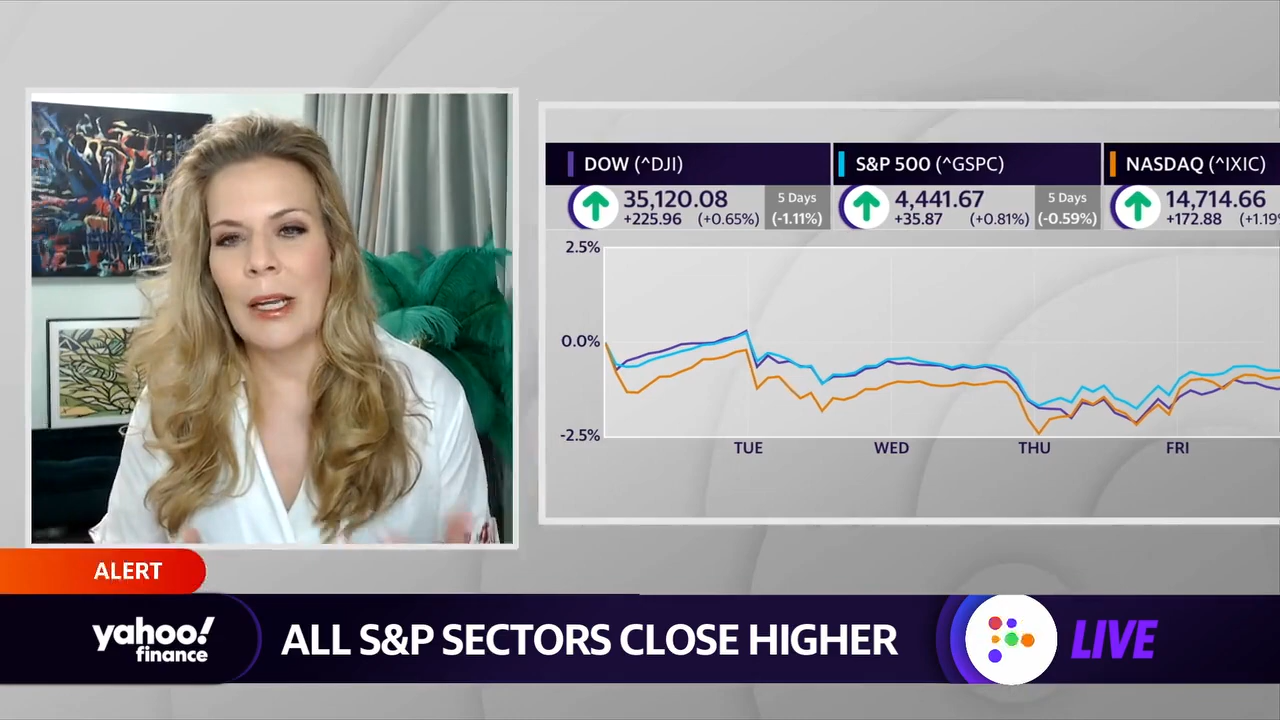 DOW (^DJI)
35,120.08
+225.96 (+0.65%)
5 Days
(-1.11%)
S&P 500 (^GSPC)
4,441.67
+35.87 (+0.81%)
5 Days
(-0.59%)
NASDAQ (^IXIC)
14,714.66
+172.88 (+1.19
2.5%
0.0%
-2.5%
TUE WED THU FRI
ALERT
yahoo!
finance
ALL S&P SECTORS CLOSE HIGHER
LIVE